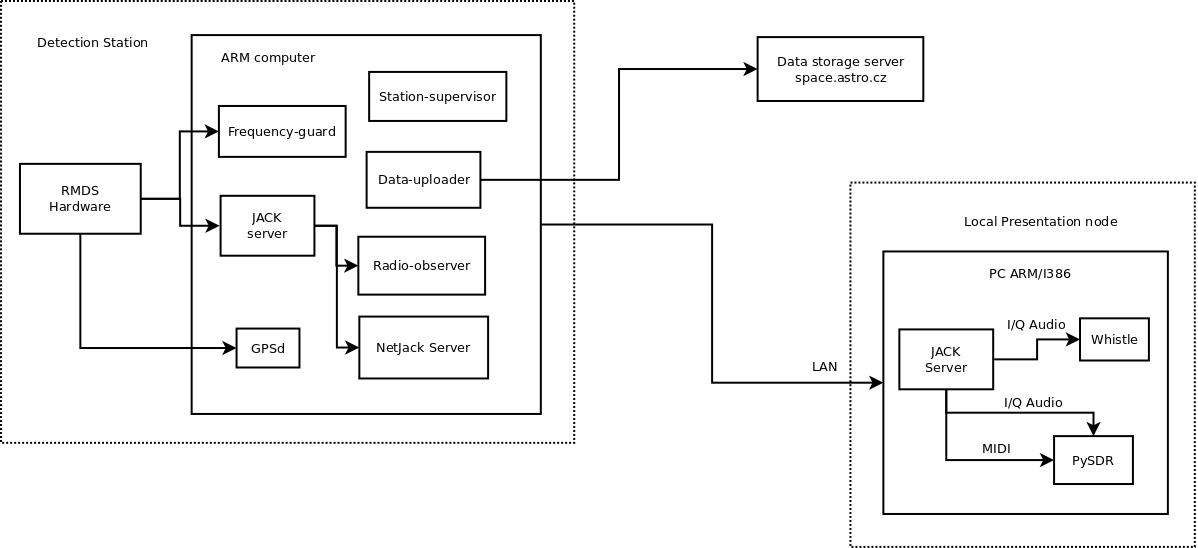 Detection Station
ARM computer
Station-supervisor
Frequency-guard
Data-uploader
RMDS
Hardware
JACK
server
Radio-observer
GPSd
NetJack Server
Data storage server
space.astro.cz
LAN
Local Presentation node
PC ARM/I386
I/Q Audio
Whistle
JACK
Server
I/Q Audio
MIDI
PySDR